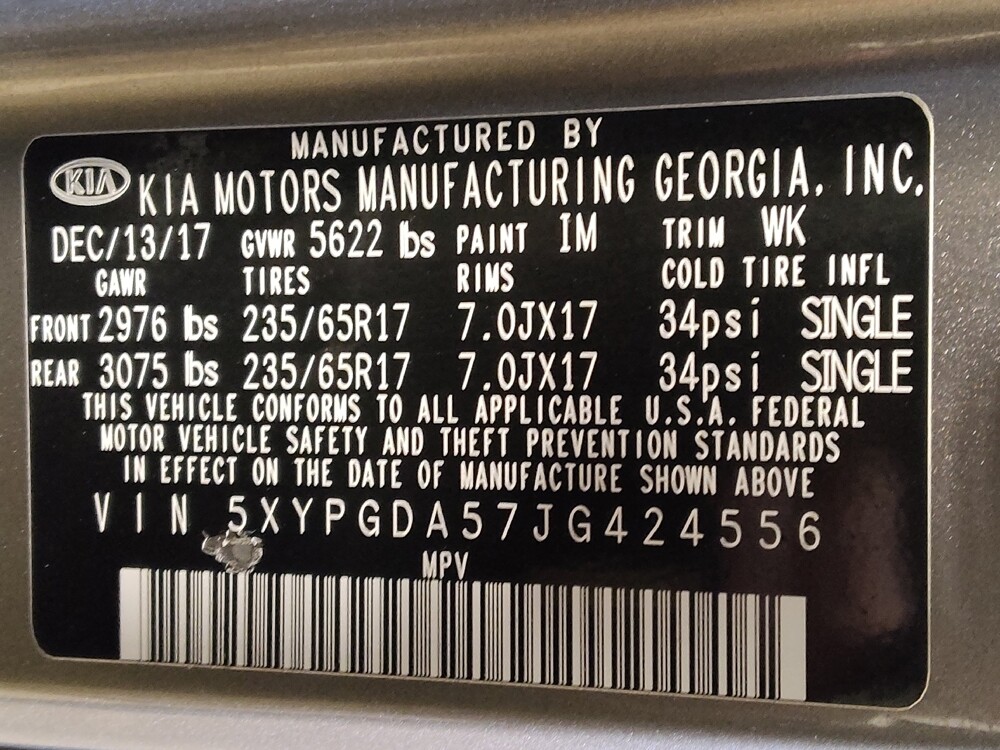 MANUFACTURED BY
KIA KIA MOTORS MANUFACTURING GEORGIA, INC.
DEC/13/17 GVWR 5622 lbs PAINT IM TRIM WK
GAWR TIRES RIMS COLD TIRE INFL
FRONT 2976 lbs 235/65R17 7.0JX17 34psi SINGLE
REAR 3075 lbs 235/65R17 7.0JX17 34psi SINGLE
THIS VEHICLE CONFORMS TO ALL APPLICABLE U.S.A. FEDERAL
MOTOR VEHICLE SAFETY AND THEFT PREVENTION STANDARDS
IN EFFECT ON THE DATE OF MANUFACTURE SHOWN ABOVE
VIN 5XYPGDA57JG424556
MPV